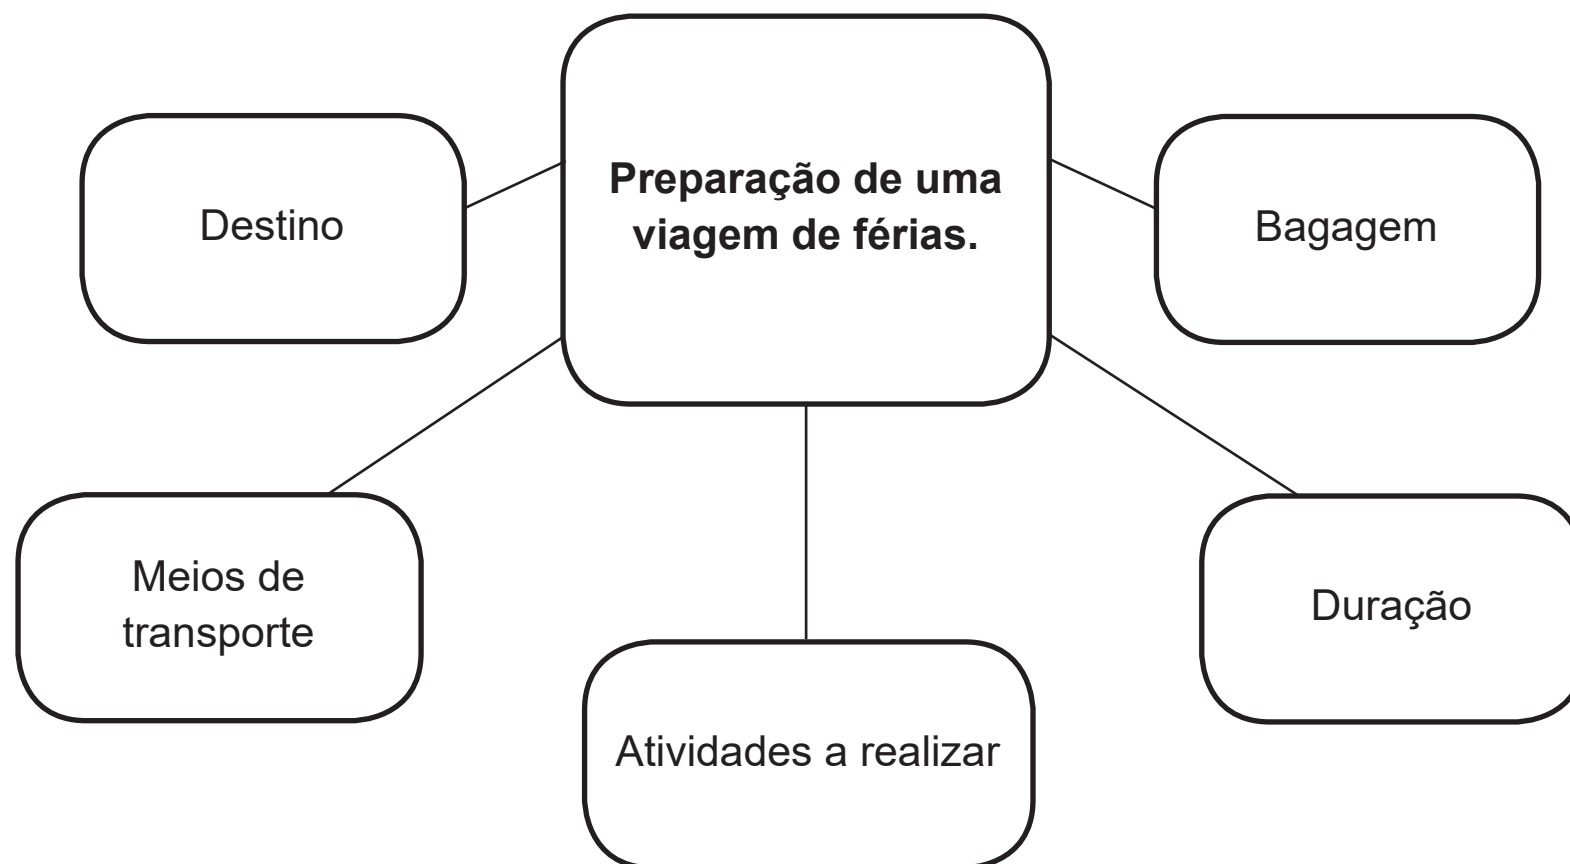 Preparação de uma
viagem de férias.
Destino
Bagagem
Meios de
transporte
Duração
Atividades a realizar